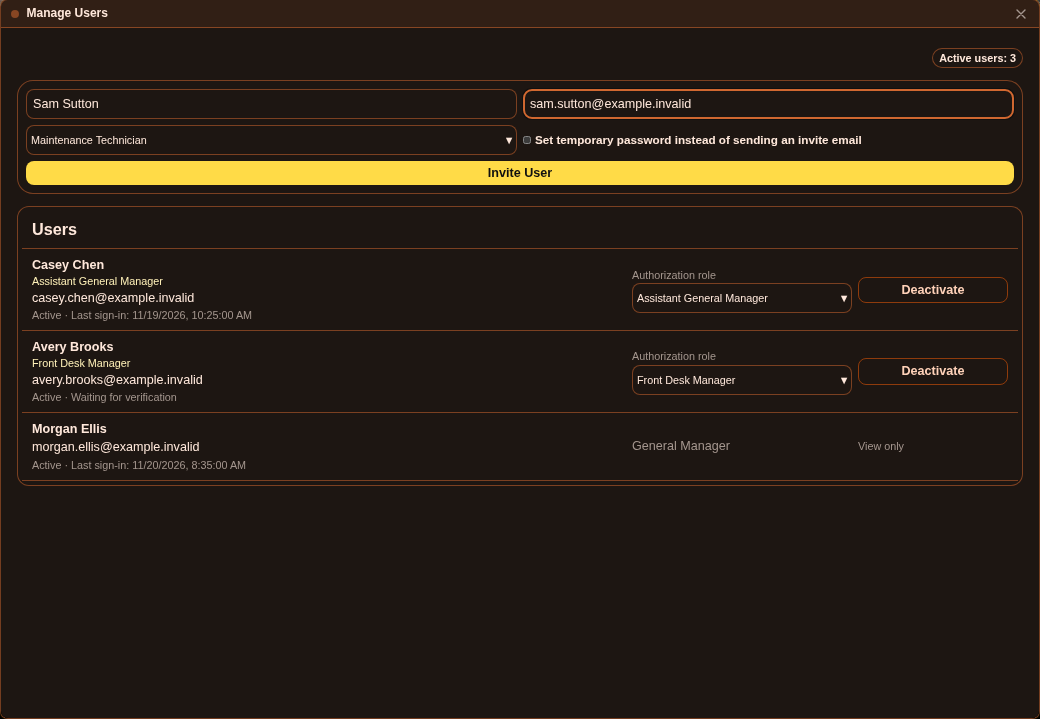 Manage Users
Active users: 3
Sam Sutton
sam.sutton@example.invalid
Maintenance Technician
Set temporary password instead of sending an invite email
Invite User
Users
Casey Chen
Assistant General Manager
casey.chen@example.invalid
Active · Last sign-in: 11/19/2026, 10:25:00 AM
Authorization role
Assistant General Manager
Deactivate
Avery Brooks
Front Desk Manager
avery.brooks@example.invalid
Active · Waiting for verification
Authorization role
Front Desk Manager
Deactivate
Morgan Ellis
morgan.ellis@example.invalid
Active · Last sign-in: 11/20/2026, 8:35:00 AM
General Manager
View only